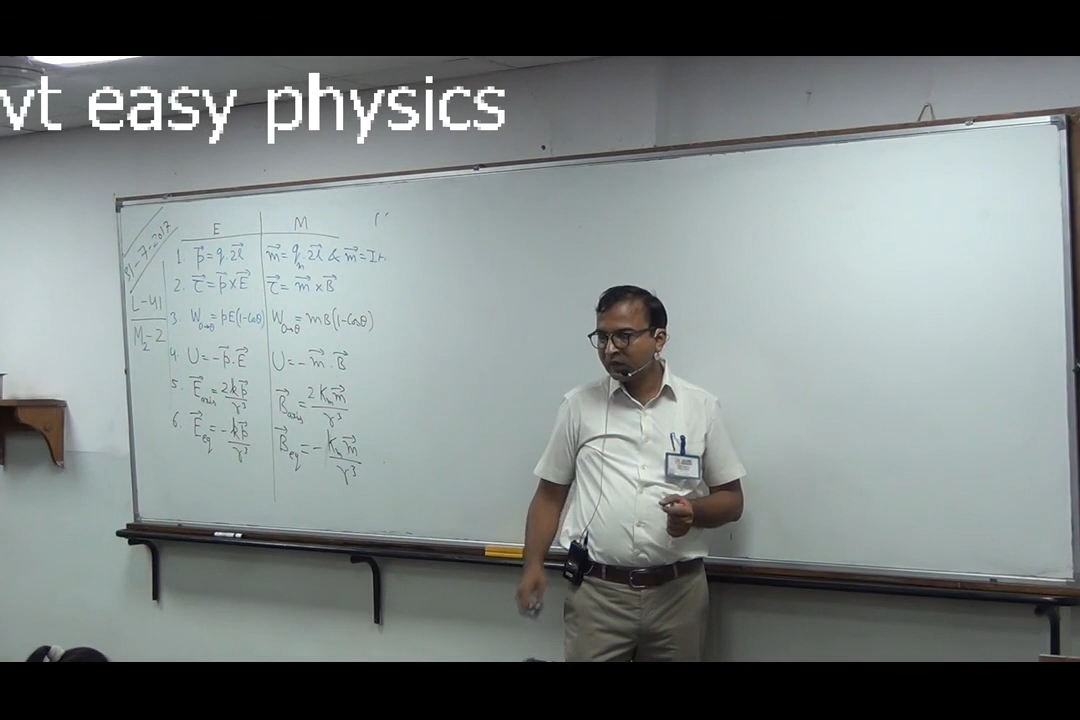 vt easy physics
31-7-2017
L-41
M2-2
E M
1. p⃗ = q.2l⃗ m⃗ = qₘ.2l⃗ & m⃗ = I
2. τ⃗ = p⃗ × E⃗ τ⃗ = m⃗ × B⃗
3 W₀→θ = pE(1-Cosθ) W₀→θ = mB(1-Cosθ)
4. U = -p⃗.E⃗ U = -m⃗.B⃗
5. E⃗axis = 2kp⃗/r³ B⃗axis = 2Kₘm⃗/r³
6. E⃗eq = -kp⃗/r³ B⃗eq = -Kₘm⃗/r³